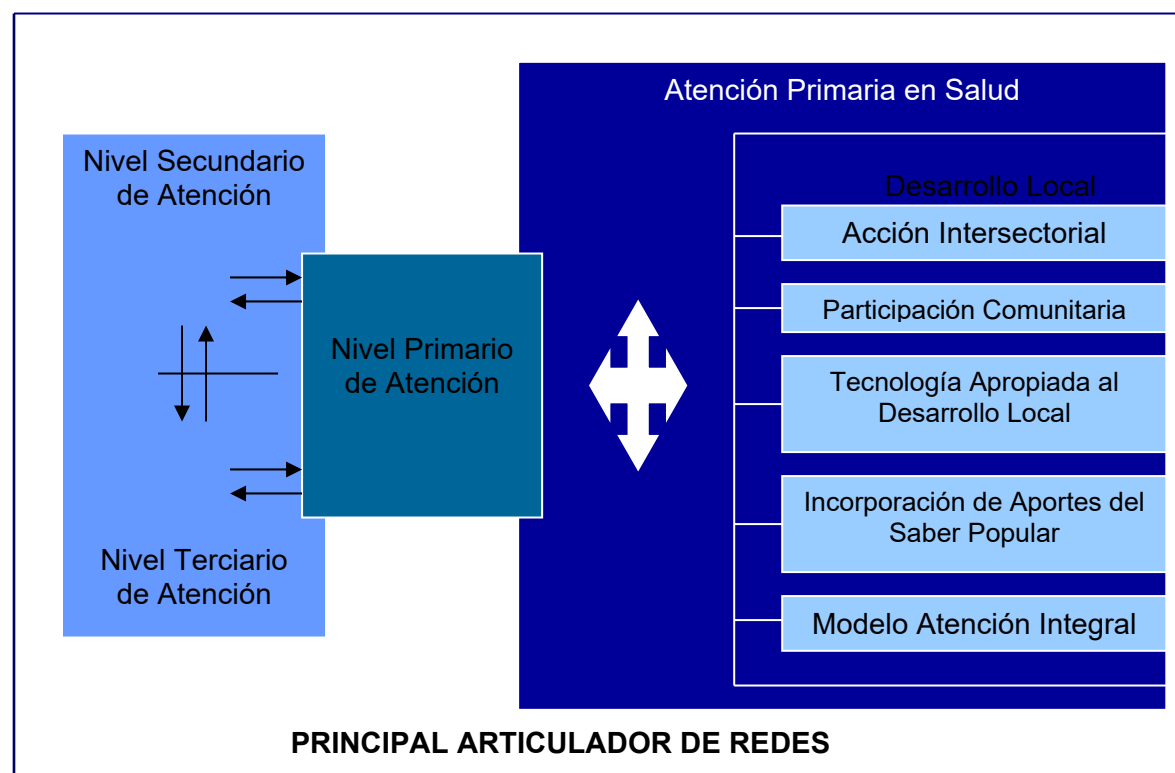 Atención Primaria en Salud
Nivel Secundario
de Atención
Nivel Primario
de Atención
Nivel Terciario
de Atención
Desarrollo Local
Acción Intersectorial
Participación Comunitaria
Tecnología Apropiada al
Desarrollo Local
Incorporación de Aportes del
Saber Popular
Modelo Atención Integral
PRINCIPAL ARTICULADOR DE REDES